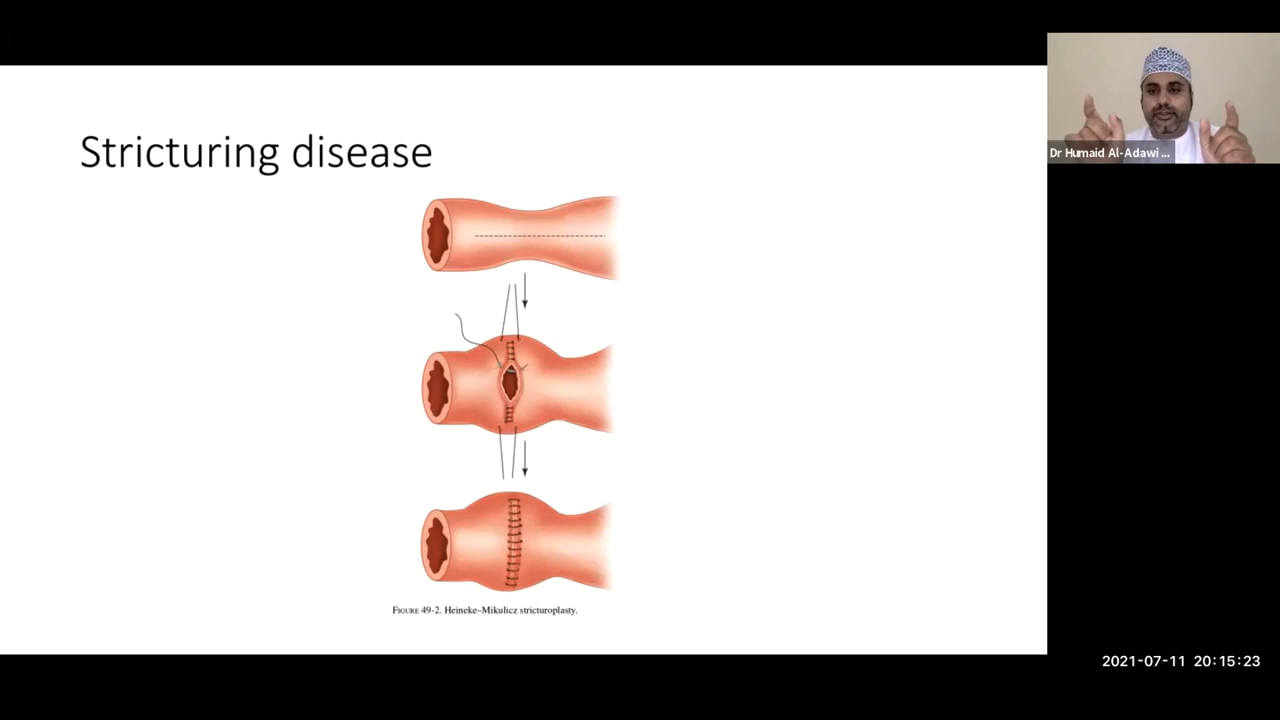 Stricturing disease
Dr Humaid Al-Adawi ...
FIGURE 49-2. Heineke–Mikulicz stricturoplasty.
2021-07-11 20:15:23